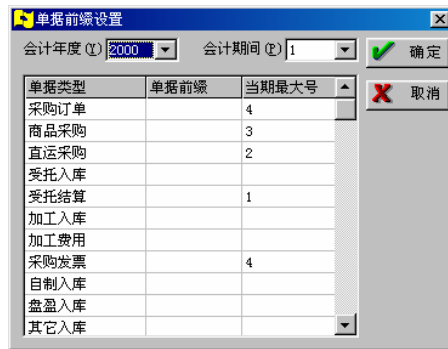 单据前缀设置
会计年度(Y) 2000 会计期间(P) 1 确定
取消
单据类型 单据前缀 当期最大号
采购订单 4
商品采购 3
直运采购 2
受托入库
受托结算 1
加工入库
加工费用
采购发票 4
自制入库
盘盈入库
其它入库